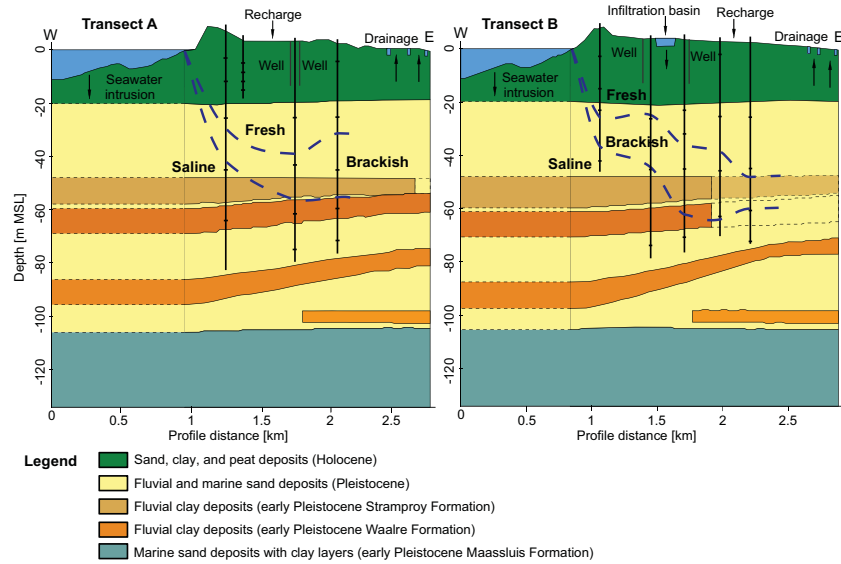 Transect A
Recharge
W
Drainage
E
Well
Well
Seawater
intrusion
Fresh
Saline
Brackish
0
-20
-40
-60
-80
-100
-120
Depth [m MSL]
0
0.5
1
1.5
2
2.5
Profile distance [km]
Transect B
Infiltration basin
Recharge
W
Drainage
E
Well
Well
Seawater
intrusion
Fresh
Brackish
Saline
0
-20
-40
-60
-80
-100
-120
0
0.5
1
1.5
2
2.5
Profile distance [km]
Legend
Sand, clay, and peat deposits (Holocene)
Fluvial and marine sand deposits (Pleistocene)
Fluvial clay deposits (early Pleistocene Stramproy Formation)
Fluvial clay deposits (early Pleistocene Waalre Formation)
Marine sand deposits with clay layers (early Pleistocene Maassluis Formation)